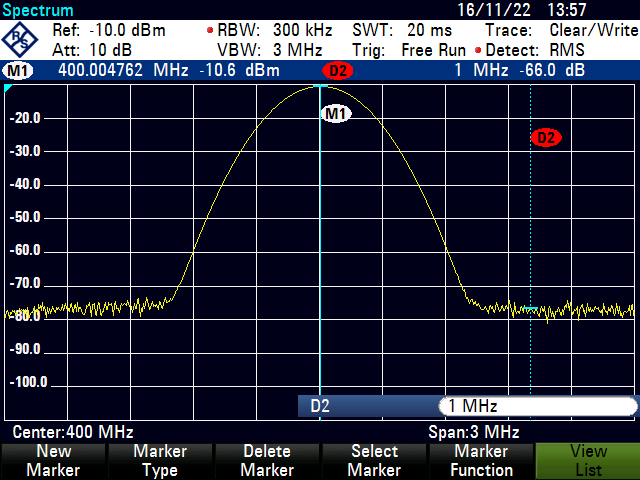 Spectrum 16/11/22 13:57
Ref: -10.0 dBm RBW: 300 kHz SWT: 20 ms Trace: Clear/Write
Att: 10 dB VBW: 3 MHz Trig: Free Run Detect: RMS
R&S
M1 400.004762 MHz -10.6 dBm D2 1 MHz -66.0 dB
M1
-20.0
D2
-30.0
-40.0
-50.0
-60.0
-70.0
-80.0
-90.0
-100.0
D2 1 MHz
Center:400 MHz Span:3 MHz
New Marker Delete Select Marker View
Marker Type Marker Marker Function List